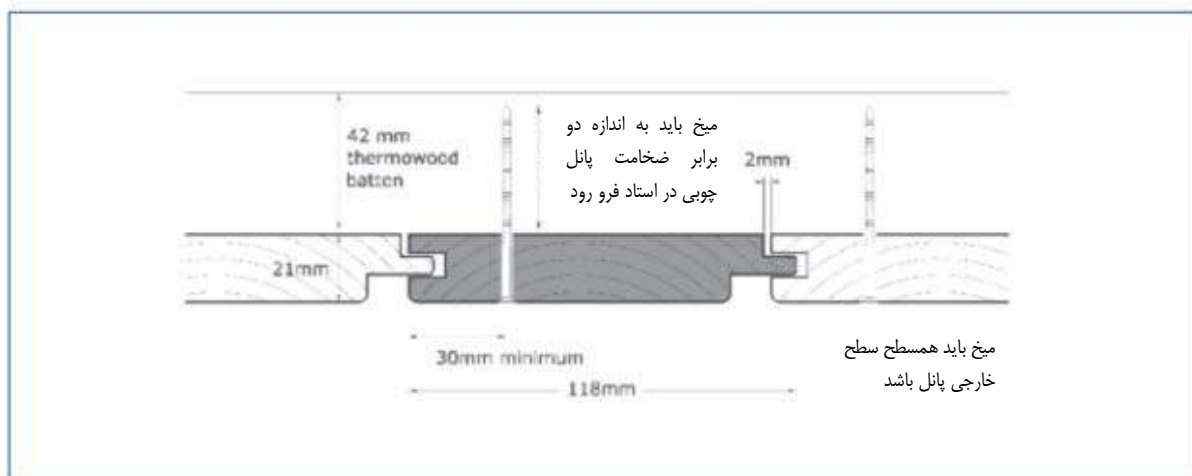 42 mm
thermowood
batten
میخ باید به اندازه دو
برابر ضخامت پانل
چوبی در استاد فرو رود
2mm
21mm
30mm minimum
118mm
میخ باید همسطح سطح
خارجی پانل باشد